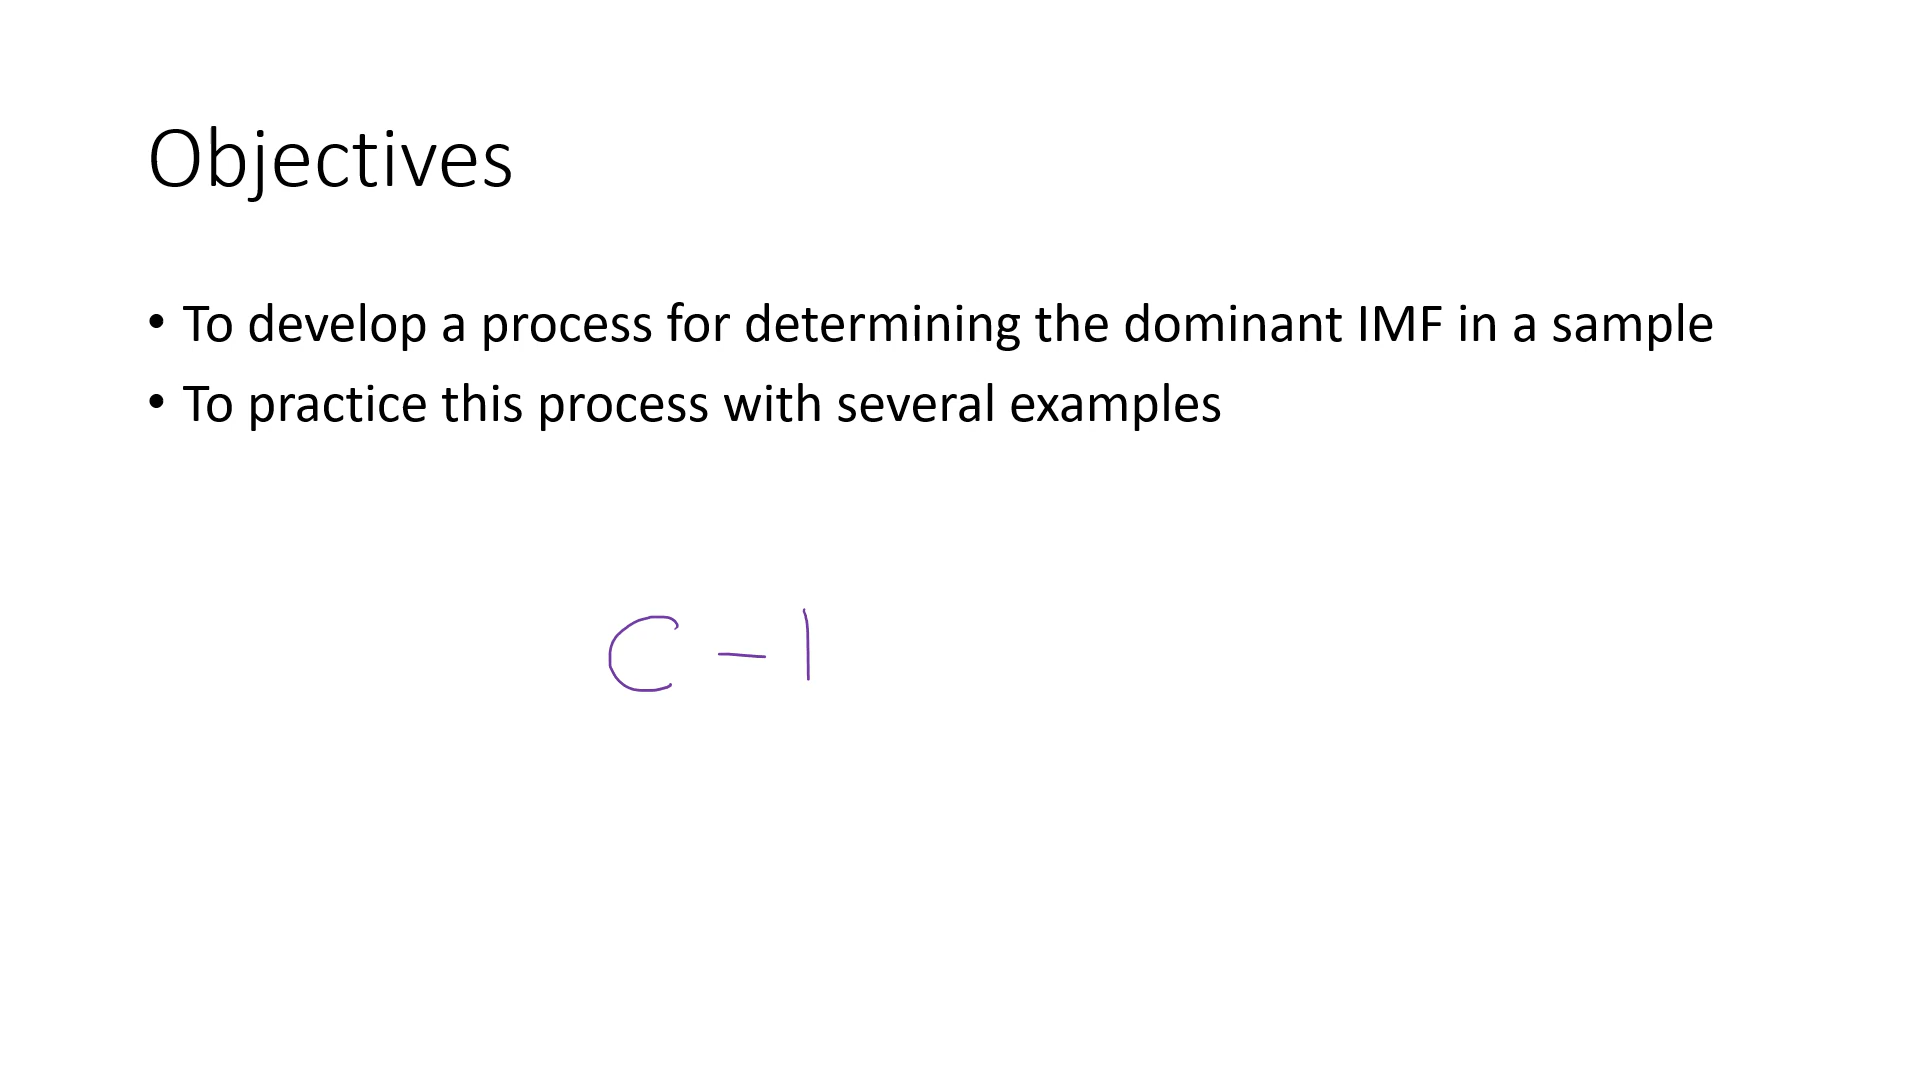 Objectives
• To develop a process for determining the dominant IMF in a sample
• To practice this process with several examples
C - I